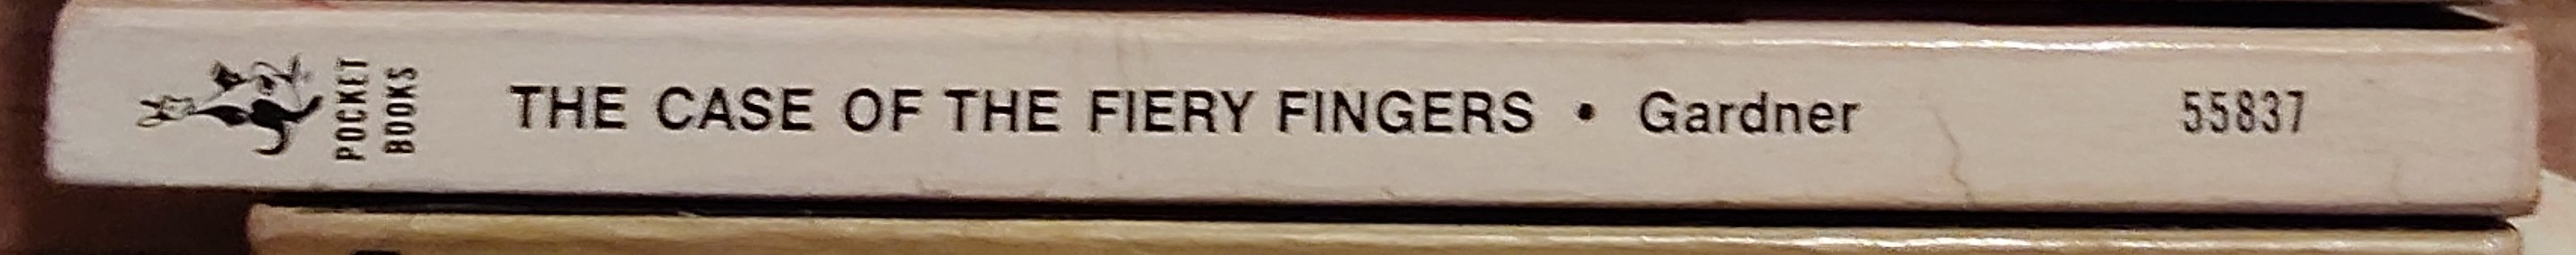 POCKET
BOOKS
THE CASE OF THE FIERY FINGERS • Gardner
55837